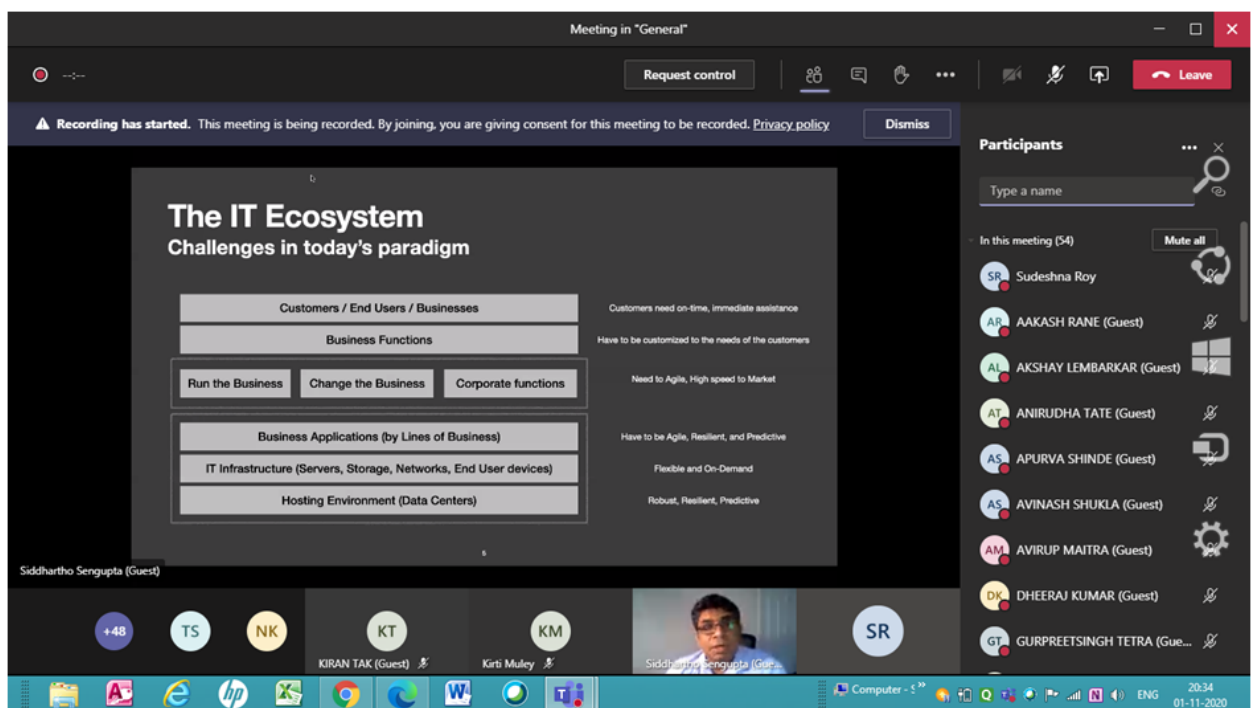 Meeting in "General"
--:--
Request control
Leave
Recording has started. This meeting is being recorded. By joining, you are giving consent for this meeting to be recorded. Privacy policy
Dismiss
The IT Ecosystem
Challenges in today's paradigm
Customers / End Users / Businesses
Customers need on-time, immediate assistance
Business Functions
Have to be customized to the needs of the customers
Run the Business
Change the Business
Corporate functions
Need to Agile, High speed to Market
Business Applications (by Lines of Business)
Have to be Agile, Resilient, and Predictive
IT Infrastructure (Servers, Storage, Networks, End User devices)
Flexible and On-Demand
Hosting Environment (Data Centers)
Robust, Resilient, Predictive
Siddhartho Sengupta (Guest)
+48
TS
NK
KT
KIRAN TAK (Guest)
KM
Kirti Muley
Siddhartho Sengupta (Gue...
SR
Participants
Type a name
In this meeting (54)
Mute all
SR Sudeshna Roy
AR AAKASH RANE (Guest)
AL AKSHAY LEMBARKAR (Guest)
AT ANIRUDHA TATE (Guest)
AS APURVA SHINDE (Guest)
AS AVINASH SHUKLA (Guest)
AM AVIRUP MAITRA (Guest)
DK DHEERAJ KUMAR (Guest)
GT GURPREETSINGH TETRA (Gue...
hp
Computer - S
ENG
20:34
01-11-2020